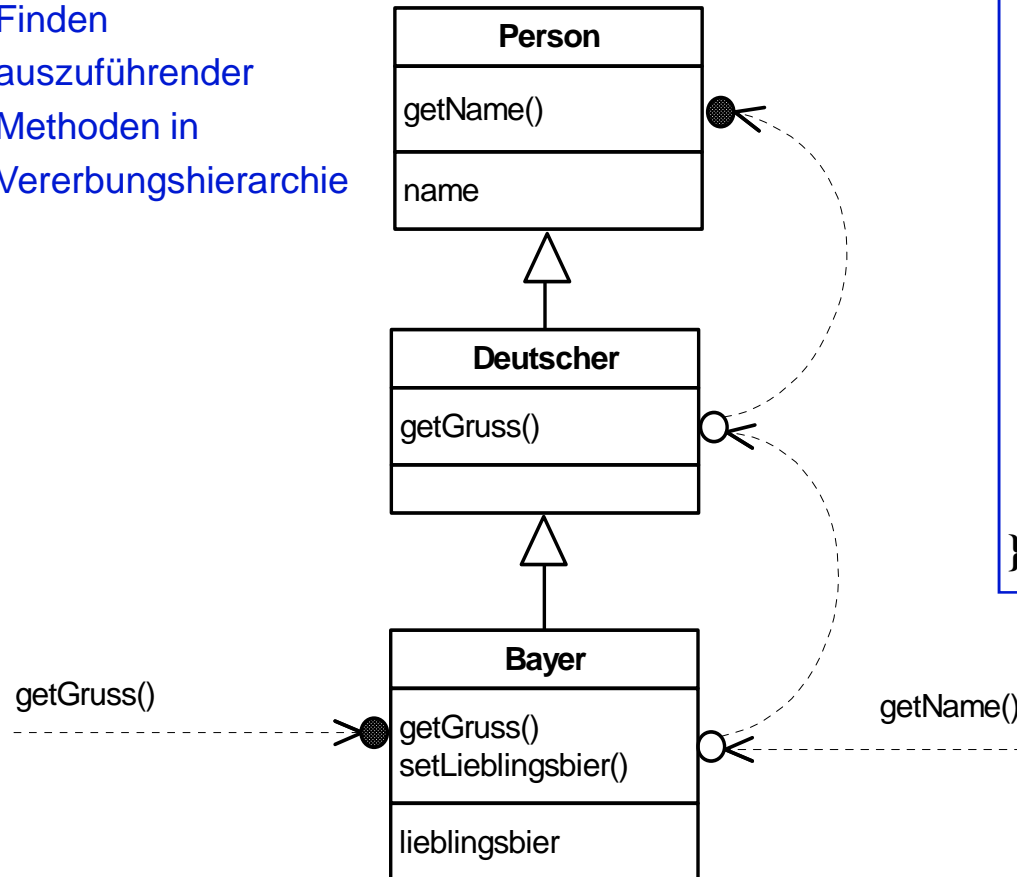 Finden
auszuführender
Methoden in
Vererbungshierarchie
Person
getName()
name
Deutscher
getGruss()
Bayer
getGruss()
setLieblingsbier()
lieblingsbier
getGruss()
getName()
}